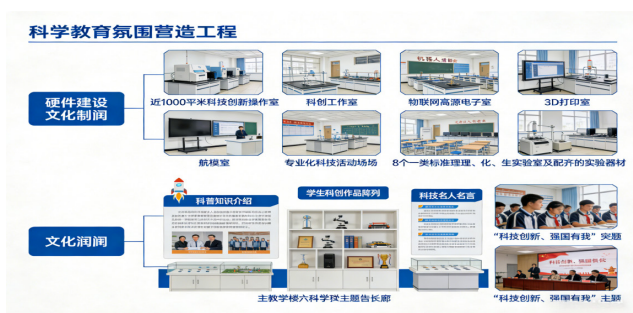 科学教育氛围营造工程
硬件建设
文化制润
近1000平米科技创新操作室
科创工作室
物联网高源电子室
3D打印室
航模室
专业化科技活动场场
8个一类标准理理、化、生实验室及配齐的实验器材
文化润润
科普知识介绍
学生科创作品阵列
科技名人名言
主教学楼六科学
主题告长廊
“科技创新、强国有我”
“科技创新、强国有我”主题